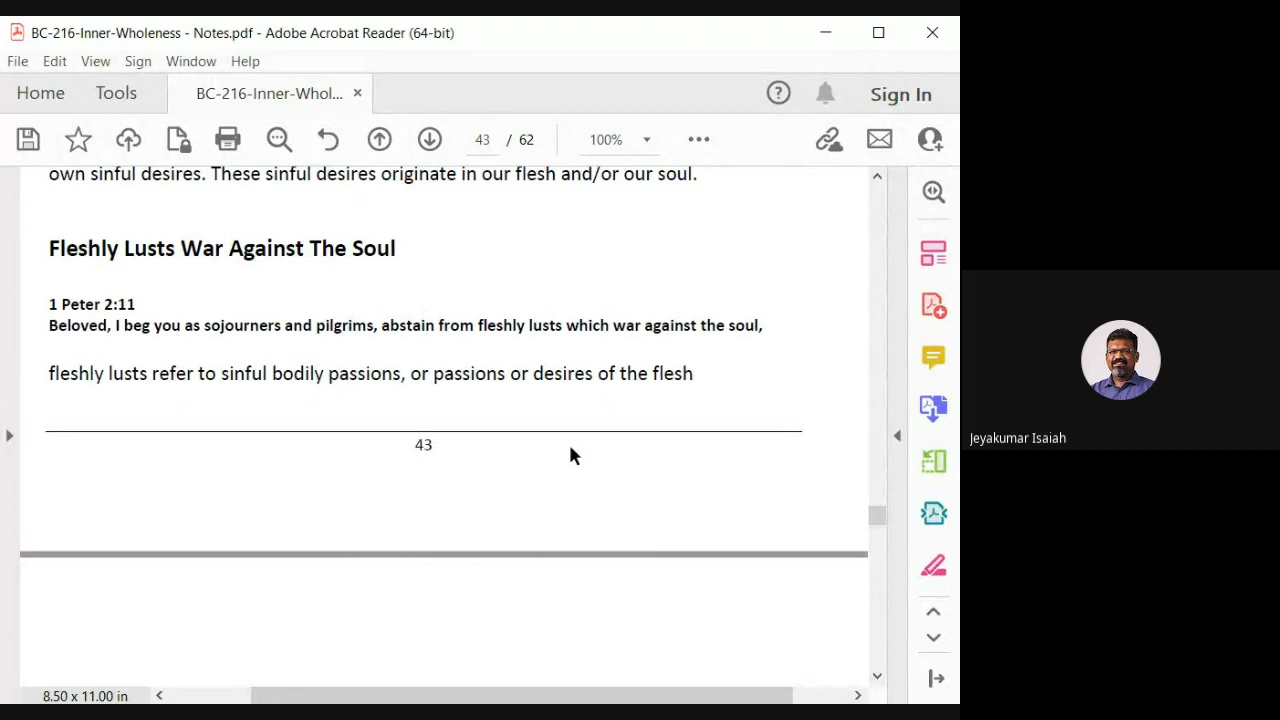 BC-216-Inner-Wholeness - Notes.pdf - Adobe Acrobat Reader (64-bit)
File Edit View Sign Window Help
Home Tools BC-216-Inner-Whol... × Sign In
43 / 62 100%
own sinful desires. These sinful desires originate in our flesh and/or our soul.
Fleshly Lusts War Against The Soul
1 Peter 2:11
Beloved, I beg you as sojourners and pilgrims, abstain from fleshly lusts which war against the soul,
fleshly lusts refer to sinful bodily passions, or passions or desires of the flesh
43
Jeyakumar Isaiah
8.50 x 11.00 in